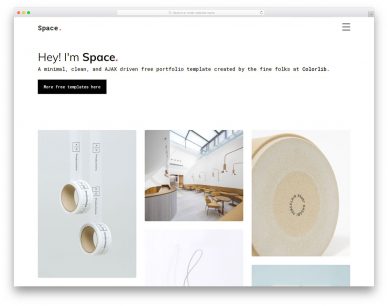 Space.
Hey! I'm Space.
A minimal, clean, and AJAX driven free portfolio template created by the fine folks at Colorlib.
More free templates here